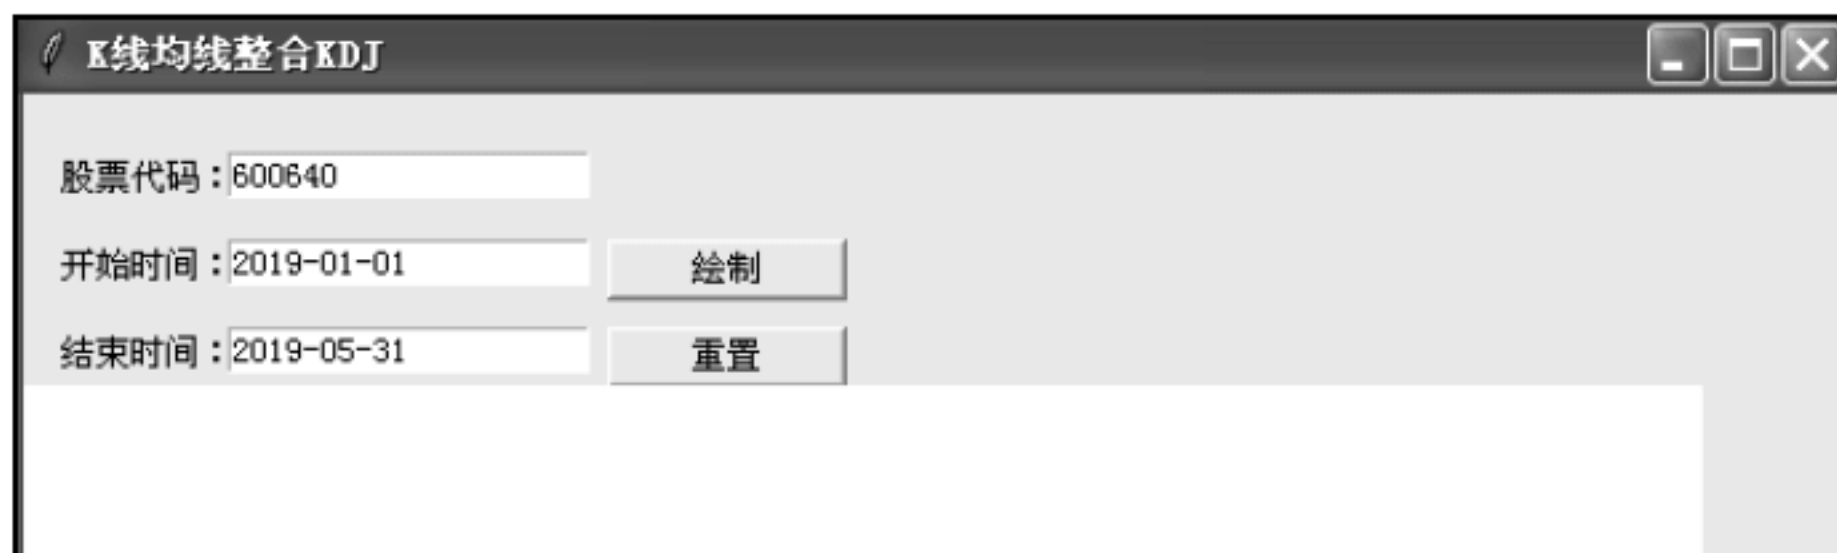 K线均线整合KDJ
股票代码：600640
开始时间：2019-01-01 绘制
结束时间：2019-05-31 重置